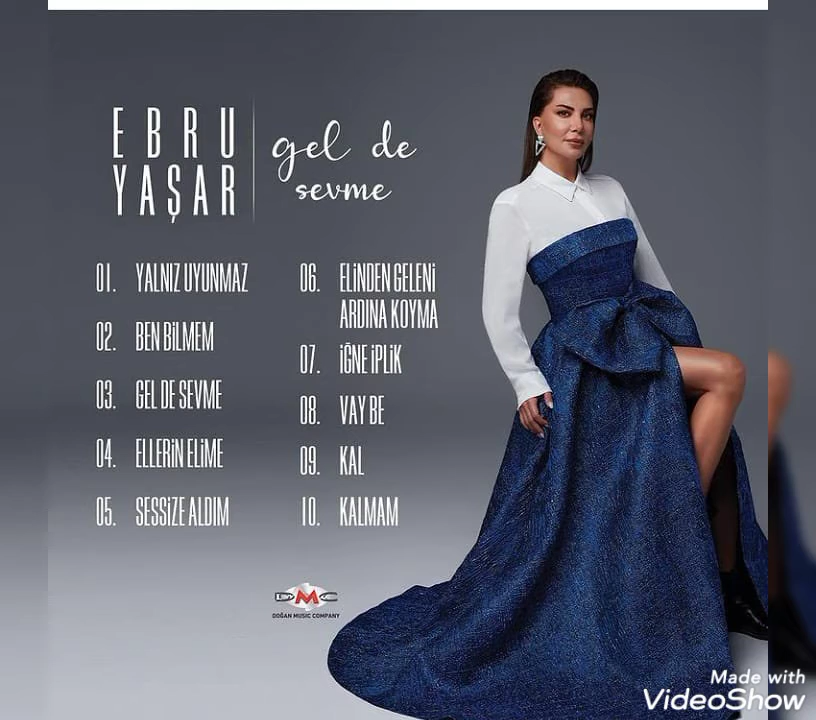 EBRU
YAŞAR
gel de
sevme
01. YALNIZ UYUNMAZ
02. BEN BİLMEM
03. GEL DE SEVME
04. ELLERİN ELİME
05. SESSİZE ALDIM
06. ELİNDEN GELENİ
ARDINA KOYMA
07. İĞNE İPLİK
08. VAY BE
09. KAL
10. KALMAM
DMC
DOĞAN MUSIC COMPANY
Made with
VideoShow